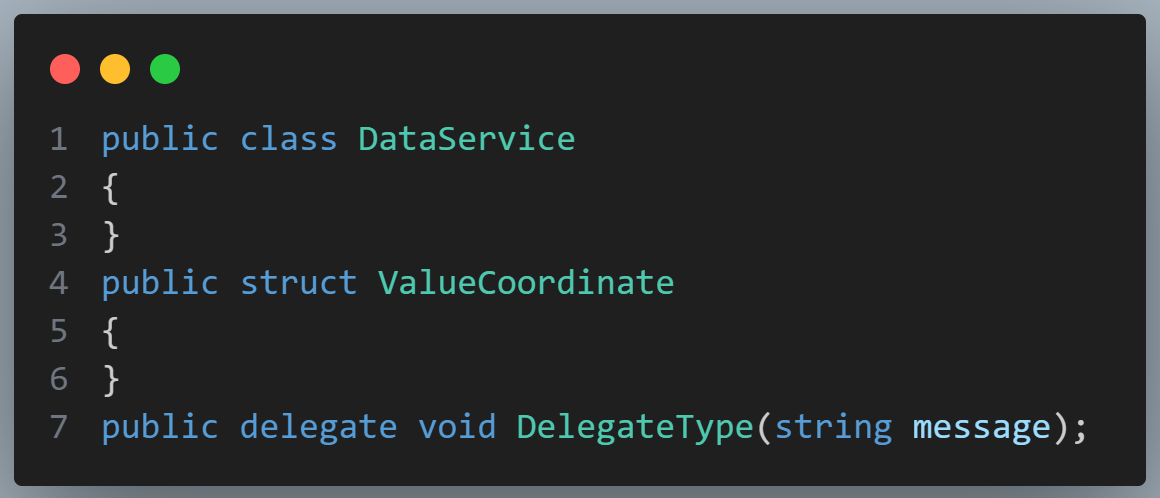 1 public class DataService
2 {
3 }
4 public struct ValueCoordinate
5 {
6 }
7 public delegate void DelegateType(string message);